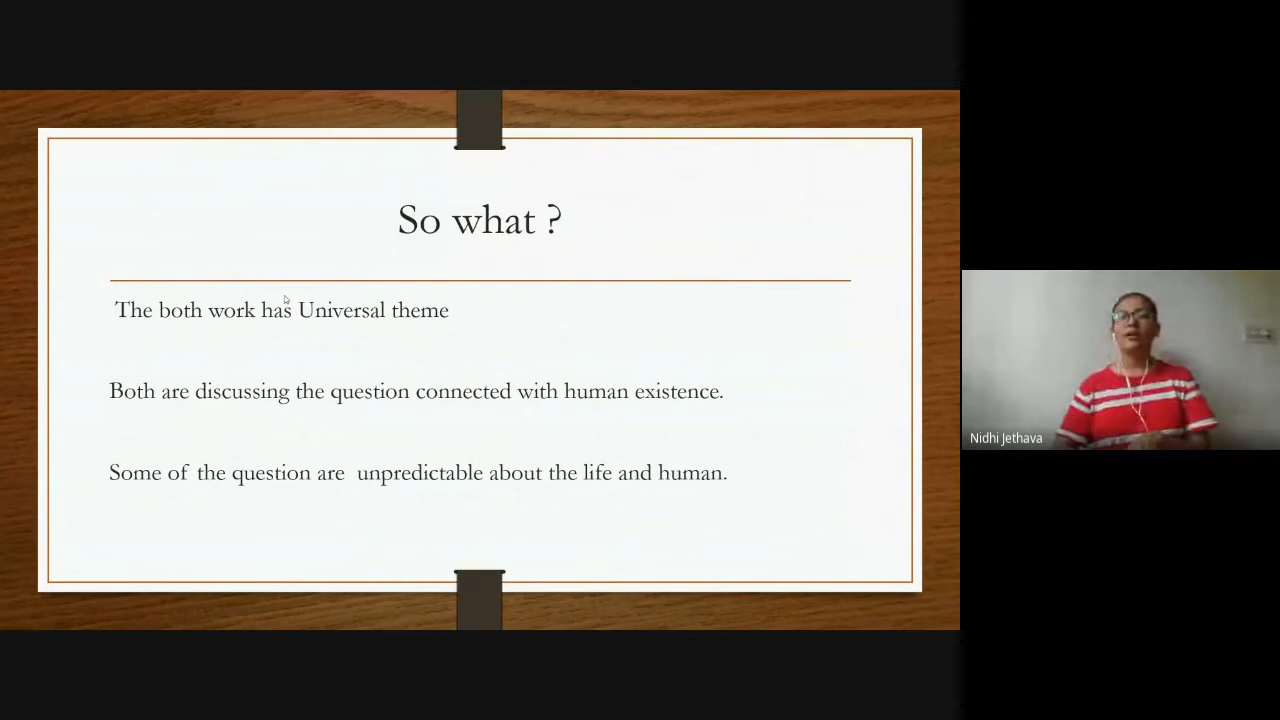 So what ?
The both work has Universal theme
Both are discussing the question connected with human existence.
Some of the question are unpredictable about the life and human.
Nidhi Jethava